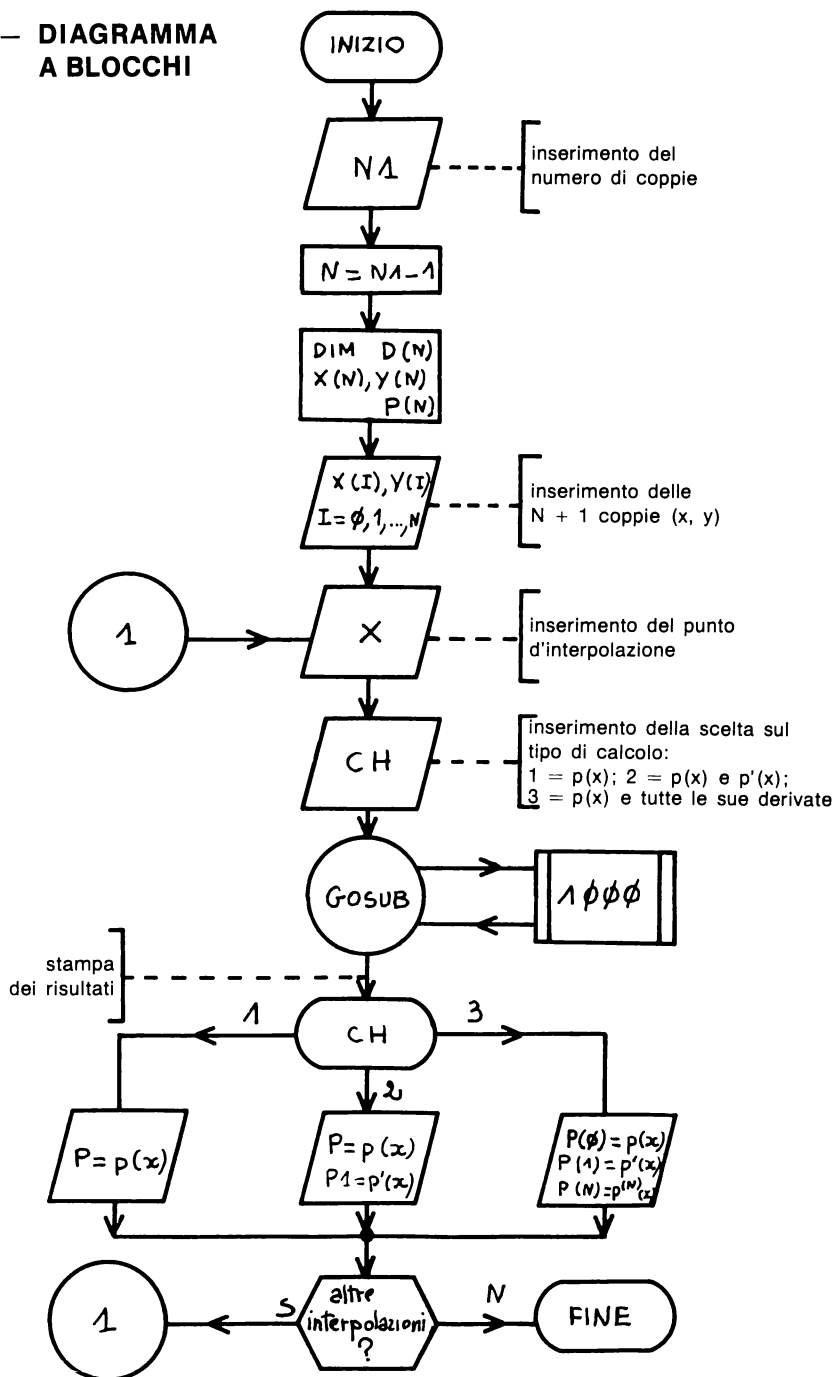 — DIAGRAMMA
A BLOCCHI
INIZIO
N1
inserimento del
numero di coppie
N = N1-1
DIM D(N)
X(N), Y(N)
P(N)
X(I), Y(I)
I=φ,1,...,N
inserimento delle
N + 1 coppie (x, y)
1
X
inserimento del punto
d'interpolazione
CH
inserimento della scelta sul
tipo di calcolo:
1 = p(x); 2 = p(x) e p'(x);
3 = p(x) e tutte le sue derivate
GOSUB
1φφφ
stampa
dei risultati
1
CH
3
2
P=p(x)
P=p(x)
P1=p'(x)
P(φ)=p(x)
P(1)=p'(x)
P(N)=p(N)(x)
1
S
altre
interpolazioni
?
N
FINE